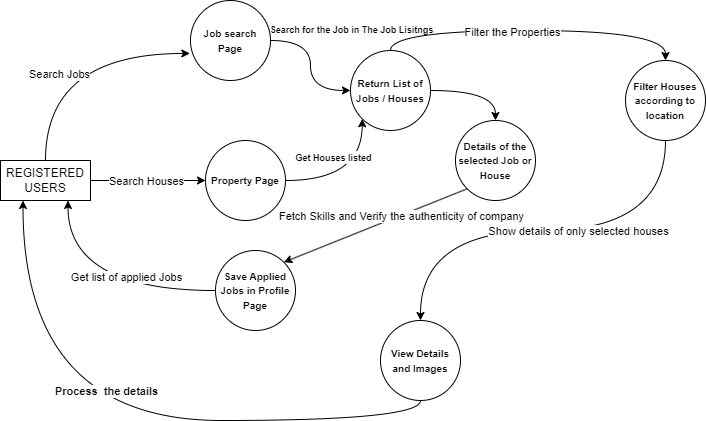 Job search
Page
Search for the Job in The Job Lisitngs
Filter the Properties
Search Jobs
Return List of
Jobs / Houses
Filter Houses
according to
location
Details of the
selected Job or
House
Get Houses listed
REGISTERED
USERS
Search Houses
Property Page
Fetch Skills and Verify the authenticity of company
Show details of only selected houses
Get list of applied Jobs
Save Applied
Jobs in Profile
Page
View Details
and Images
Process the details